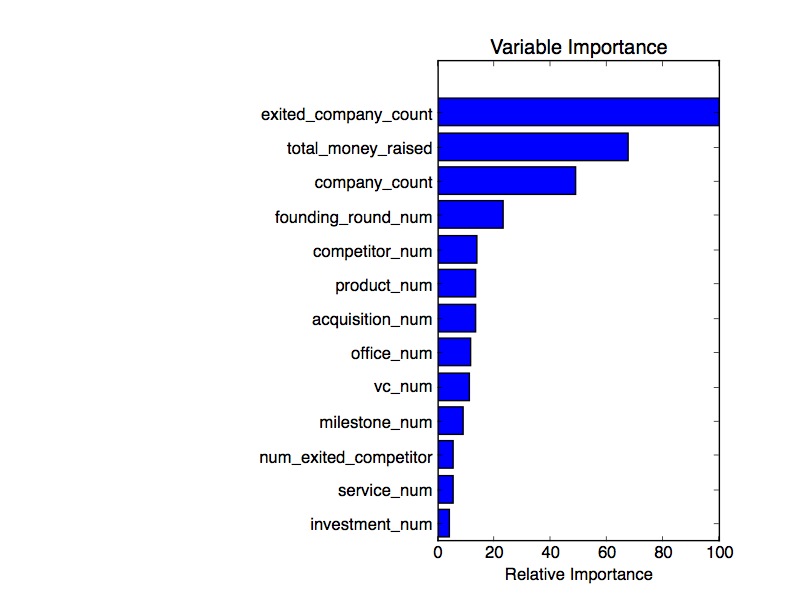 Variable Importance
exited_company_count
total_money_raised
company_count
founding_round_num
competitor_num
product_num
acquisition_num
office_num
vc_num
milestone_num
num_exited_competitor
service_num
investment_num
0 20 40 60 80 100
Relative Importance